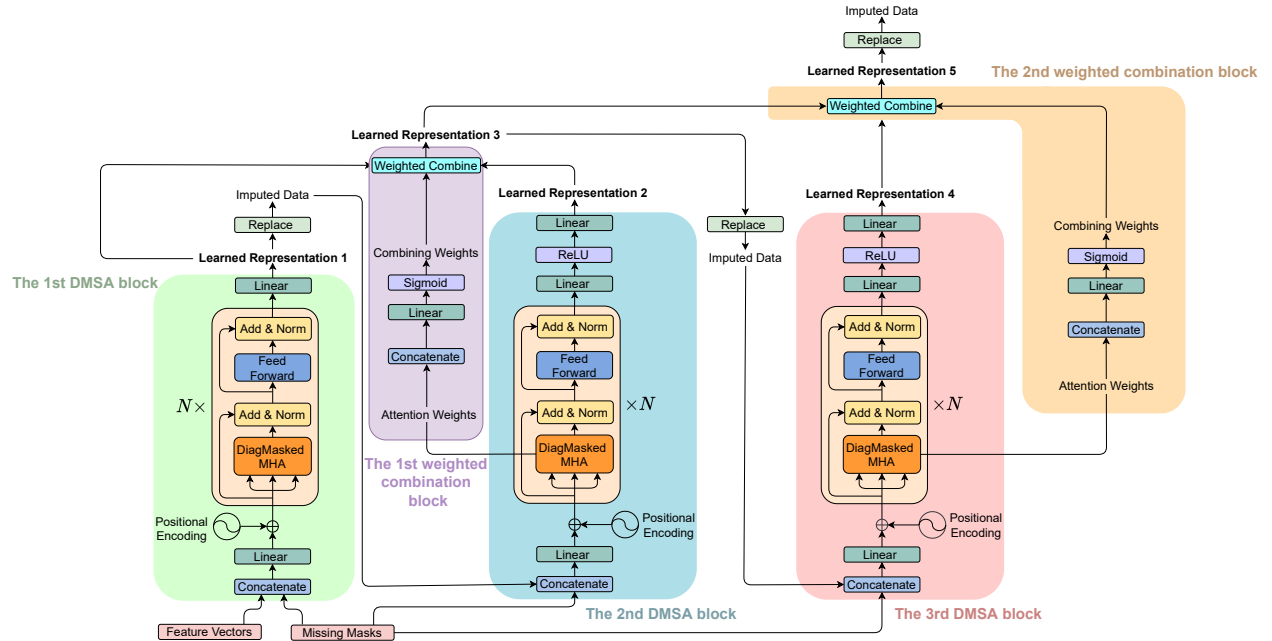 Imputed Data
Replace
Learned Representation 5
The 2nd weighted combination block
Weighted Combine
Learned Representation 3
Weighted Combine
Imputed Data
Learned Representation 2
Learned Representation 4
Replace
Linear
Replace
Linear
Combining Weights
Combining Weights
ReLU
ReLU
Sigmoid
Learned Representation 1
Imputed Data
The 1st DMSA block
Linear
Sigmoid
Linear
Linear
Linear
Linear
Add & Norm
Add & Norm
Add & Norm
Concatenate
Feed
Forward
Concatenate
Feed
Forward
Feed
Forward
Attention Weights
N×
Add & Norm
Attention Weights
Add & Norm
×N
Add & Norm
×N
DiagMasked
MHA
The 1st weighted
combination
block
DiagMasked
MHA
DiagMasked
MHA
Positional
Encoding
Positional
Encoding
Positional
Encoding
Linear
Linear
Linear
Concatenate
Concatenate
Concatenate
The 2nd DMSA block
The 3rd DMSA block
Feature Vectors
Missing Masks